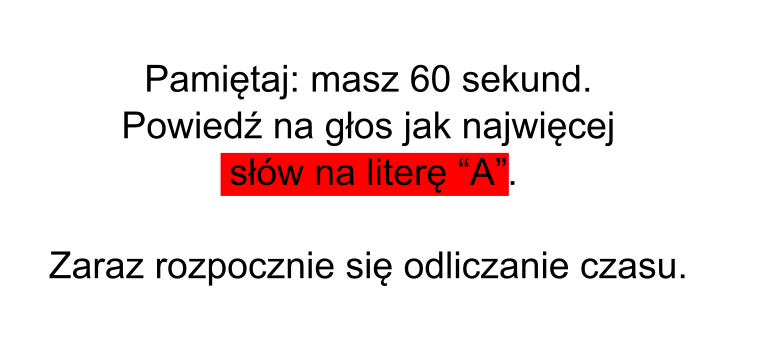 Pamiętaj: masz 60 sekund.
Powiedź na głos jak najwięcej
słów na literę “A”.
Zaraz rozpocznie się odliczanie czasu.